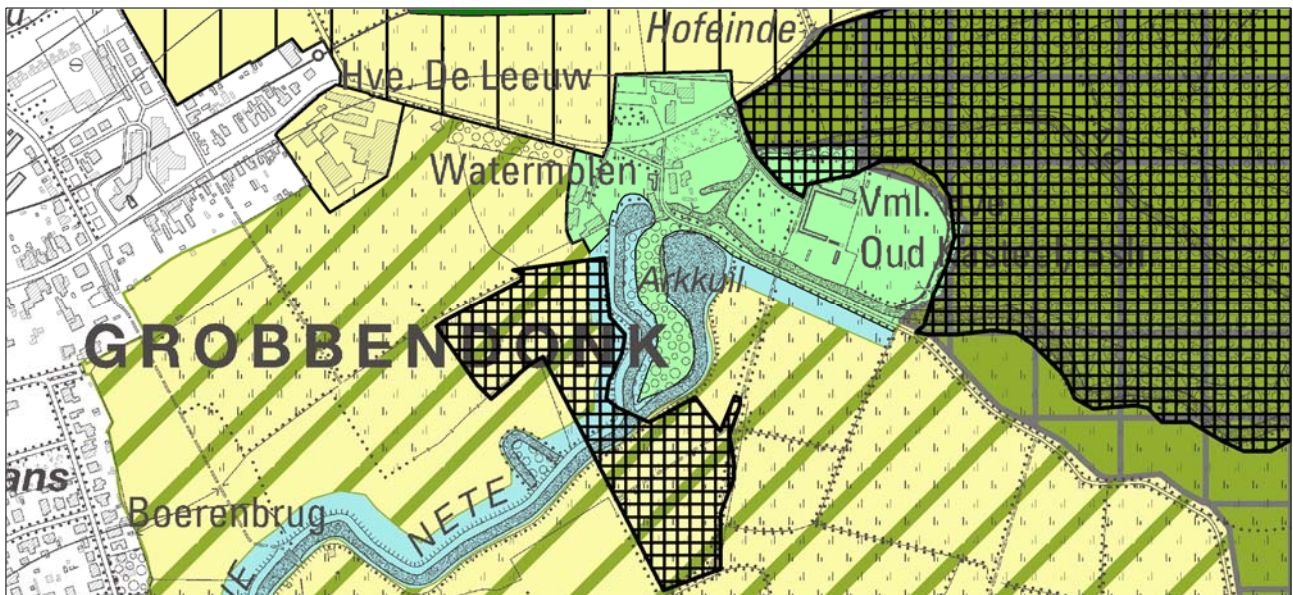 Hofeinde
Hve. De Leeuw
Watermolen
Vml.
Oud
Arkkuil
GROBBENDONK
ans
Boerenbrug
NETE